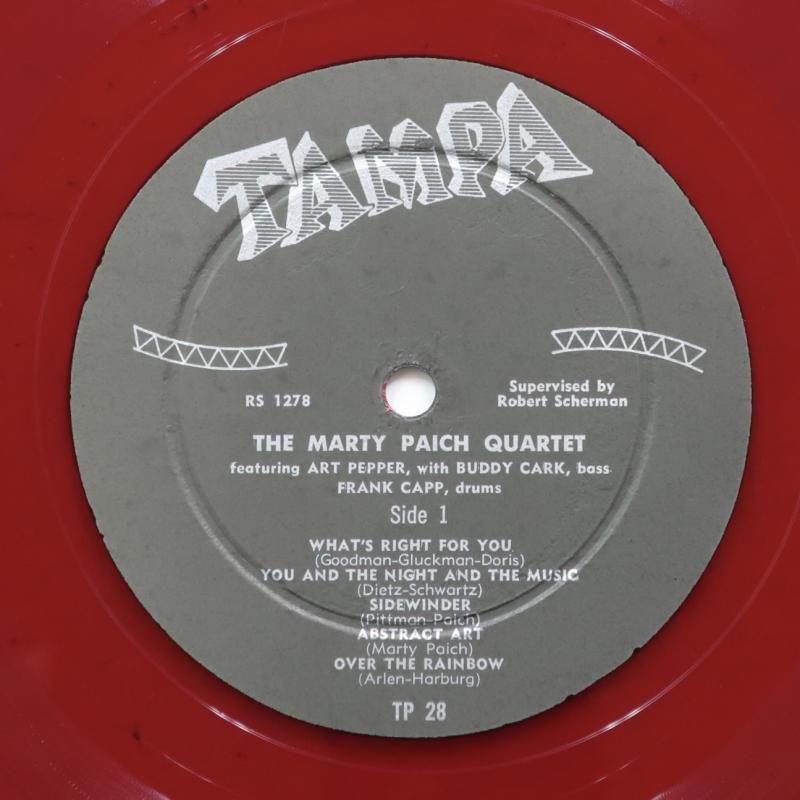 TAMPA
RS 1278
Supervised by
Robert Scherman
THE MARTY PAICH QUARTET
featuring ART PEPPER, with BUDDY CARK, bass
FRANK CAPP, drums
Side 1
WHAT'S RIGHT FOR YOU
(Goodman-Gluckman-Doris)
YOU AND THE NIGHT AND THE MUSIC
(Dietz-Schwartz)
SIDEWINDER
(Pittman-Paich)
ABSTRACT ART
(Marty Paich)
OVER THE RAINBOW
(Arlen-Harburg)
TP 28